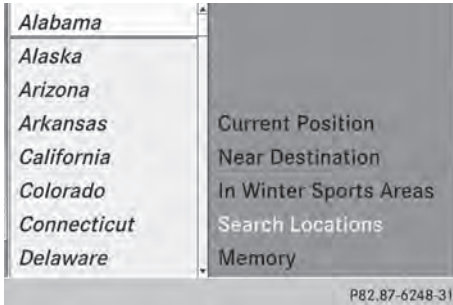 Alabama
Alaska
Arizona
Arkansas
California
Colorado
Connecticut
Delaware
Current Position
Near Destination
In Winter Sports Areas
Search Locations
Memory
P82.87-6248-31